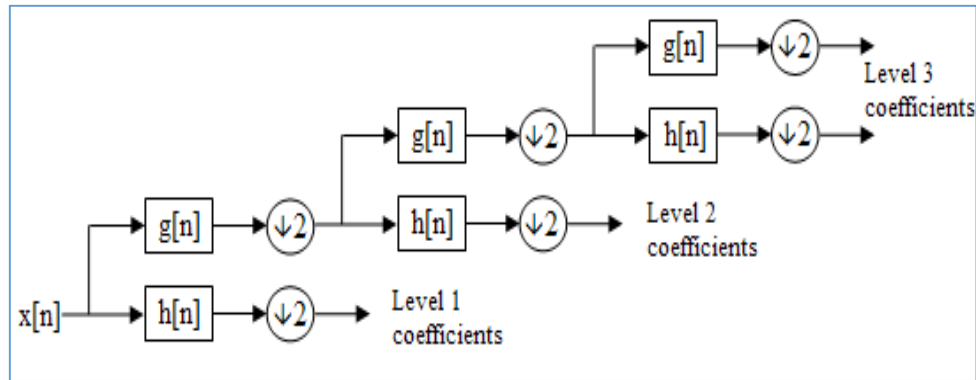 g[n]
↓2
Level 3
coefficients
h[n]
↓2
g[n]
↓2
h[n]
↓2
Level 2
coefficients
g[n]
↓2
x[n]
h[n]
↓2
Level 1
coefficients